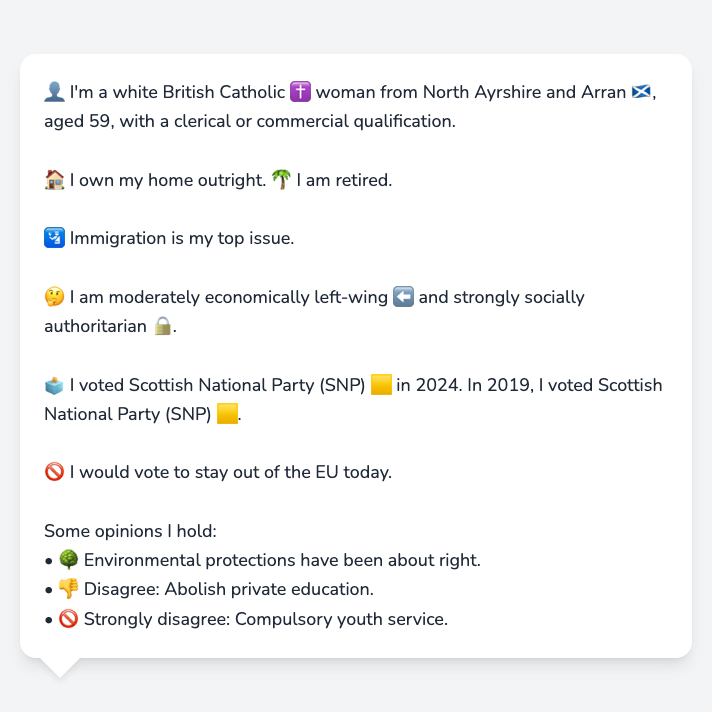 👤 I'm a white British Catholic ✝️ woman from North Ayrshire and Arran 🏴󠁧󠁢󠁳󠁣󠁴󠁿,
aged 59, with a clerical or commercial qualification.
🏠 I own my home outright. 🌴 I am retired.
🛂 Immigration is my top issue.
🤔 I am moderately economically left-wing ⬅️ and strongly socially
authoritarian 🔒.
🗳️ I voted Scottish National Party (SNP) 🟨 in 2024. In 2019, I voted Scottish
National Party (SNP) 🟨.
🚫 I would vote to stay out of the EU today.
Some opinions I hold:
• 🌳 Environmental protections have been about right.
• 👎 Disagree: Abolish private education.
• 🚫 Strongly disagree: Compulsory youth service.